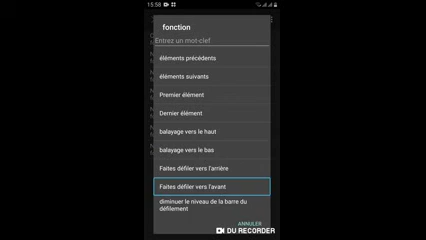 15:58
fonction
Entrez un mot-clef
éléments précédents
éléments suivants
Premier élément
Dernier élément
balayage vers le haut
balayage vers le bas
Faites défiler vers l'arrière
Faites défiler vers l'avant
diminuer le niveau de la barre du
défilement
ANNULER
DU RECORDER